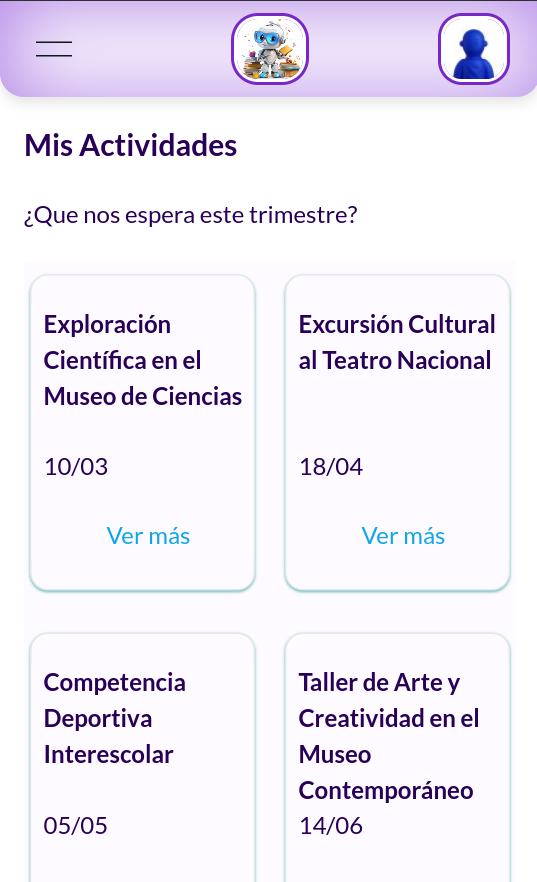 Mis Actividades
¿Que nos espera este trimestre?
Exploración
Científica en el
Museo de Ciencias
10/03
Ver más
Excursión Cultural
al Teatro Nacional
18/04
Ver más
Competencia
Deportiva
Interescolar
05/05
Taller de Arte y
Creatividad en el
Museo
Contemporáneo
14/06